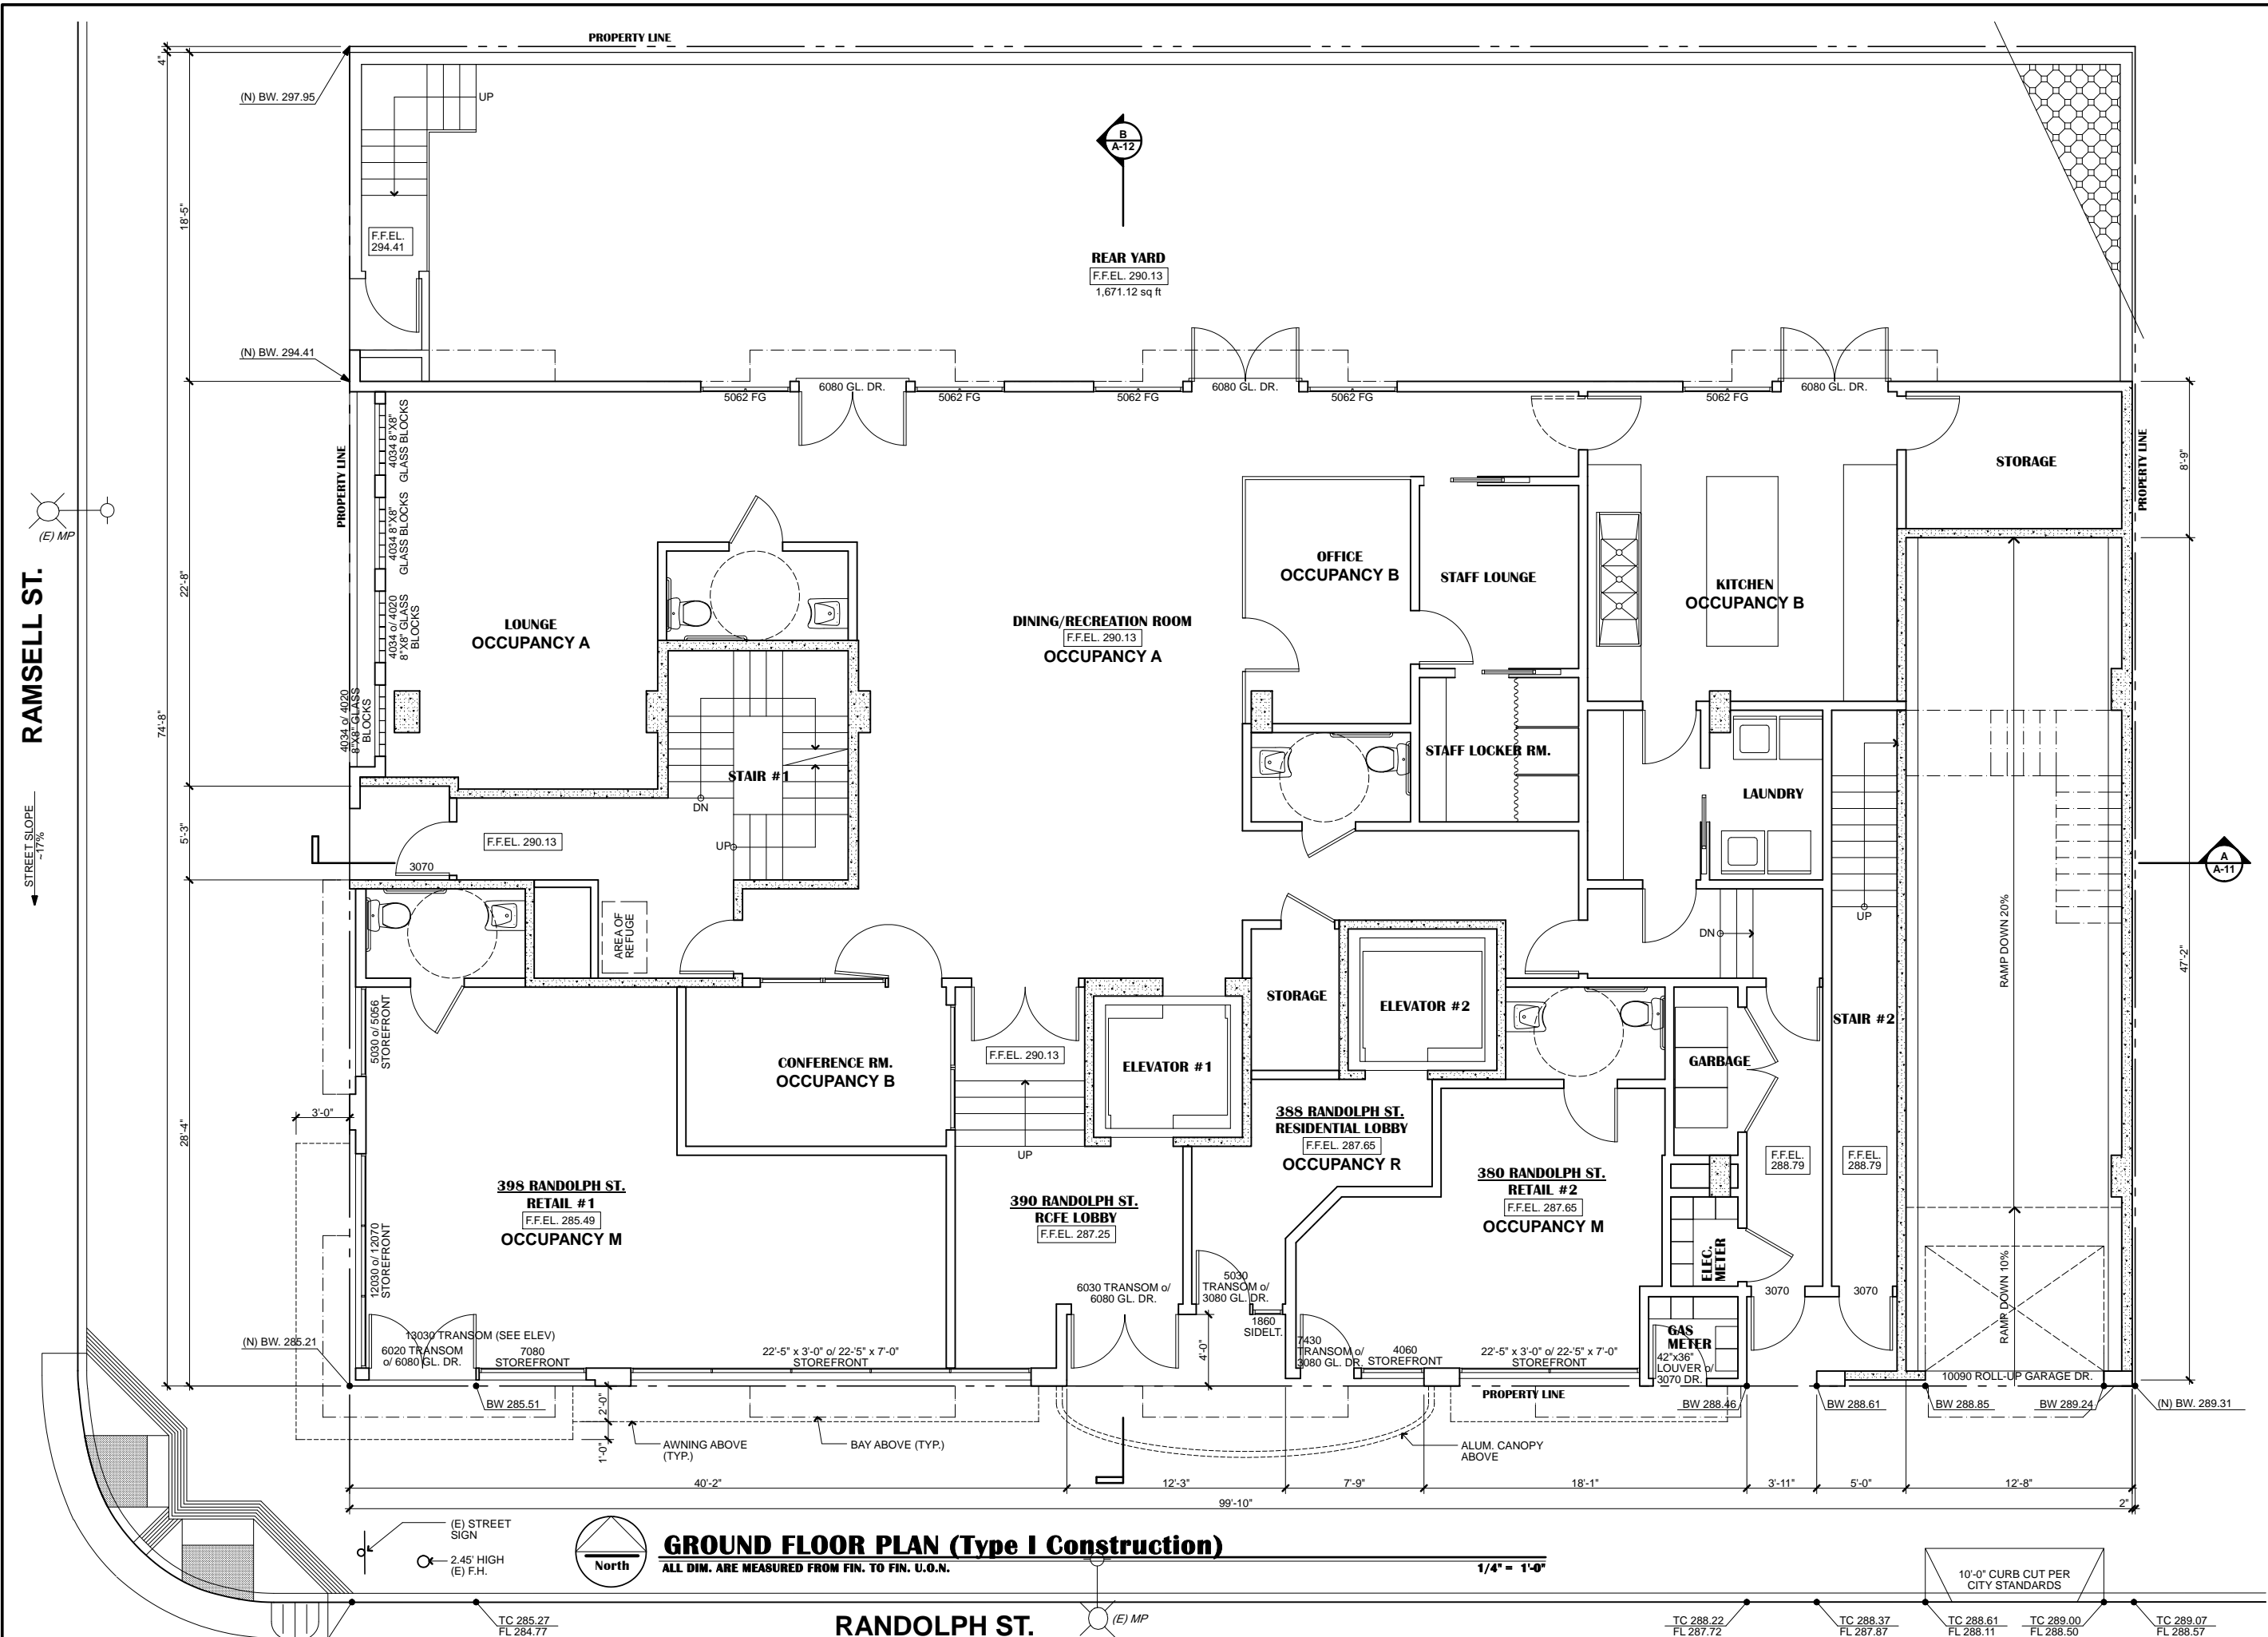 PROPERTY LINE
4"
(N) BW. 297.95
UP
B
A-12
18'-5"
F.F.EL.
294.41
REAR YARD
F.F.EL. 290.13
1,671.12 sq ft
(N) BW. 294.41
5062 FG
6080 GL. DR.
5062 FG
5062 FG
6080 GL. DR.
5062 FG
5062 FG
6080 GL. DR.
PROPERTY LINE
4034 8"X8"
GLASS BLOCKS
4034 8"X8"
GLASS BLOCKS
4034 o/ 4020
8"X8" GLASS
BLOCKS
4034 o/ 4020
8"X8" GLASS
BLOCKS
STORAGE
PROPERTY LINE
8'-9"
(E) MP
RAMSELL ST.
STREET SLOPE
~17%
22'-8"
74'-8"
LOUNGE
OCCUPANCY A
DINING/RECREATION ROOM
F.F.EL. 290.13
OCCUPANCY A
OFFICE
OCCUPANCY B
STAFF LOUNGE
KITCHEN
OCCUPANCY B
STAIR #1
DN
UP
STAFF LOCKER RM.
LAUNDRY
5'-3"
F.F.EL. 290.13
3070
AREA OF
REFUGE
UP
DN
A
A-11
RAMP DOWN 20%
47'-2"
5030 o/ 5056
STOREFRONT
CONFERENCE RM.
OCCUPANCY B
F.F.EL. 290.13
UP
ELEVATOR #1
STORAGE
ELEVATOR #2
GARBAGE
STAIR #2
3'-0"
28'-4"
398 RANDOLPH ST.
RETAIL #1
F.F.EL. 285.49
OCCUPANCY M
12030 o/ 12070
STOREFRONT
390 RANDOLPH ST.
RCFE LOBBY
F.F.EL. 287.25
388 RANDOLPH ST.
RESIDENTIAL LOBBY
F.F.EL. 287.65
OCCUPANCY R
380 RANDOLPH ST.
RETAIL #2
F.F.EL. 287.65
OCCUPANCY M
F.F.EL.
288.79
F.F.EL.
288.79
ELEC.
METER
3070
3070
RAMP DOWN 10%
6030 TRANSOM o/
6080 GL. DR.
5030
TRANSOM o/
3080 GL. DR.
1860
SIDELT.
4'-0"
(N) BW. 285.21
13030 TRANSOM (SEE ELEV)
6020 TRANSOM
o/ 6080 GL. DR.
7080
STOREFRONT
22'-5" x 3'-0" o/ 22'-5" x 7'-0"
STOREFRONT
7430
TRANSOM o/
3080 GL. DR.
4060
STOREFRONT
22'-5" x 3'-0" o/ 22'-5" x 7'-0"
STOREFRONT
GAS
METER
42"x36"
LOUVER o/
3070 DR.
10090 ROLL-UP GARAGE DR.
PROPERTY LINE
BW 285.51
2'-0"
1'-0"
AWNING ABOVE
(TYP.)
BAY ABOVE (TYP.)
ALUM. CANOPY
ABOVE
BW 288.46
BW 288.61
BW 288.85
BW 289.24
(N) BW. 289.31
40'-2"
12'-3"
7'-9"
18'-1"
3'-11"
5'-0"
12'-8"
99'-10"
2"
(E) STREET
SIGN
2.45' HIGH
(E) F.H.
North
GROUND FLOOR PLAN (Type I Construction)
ALL DIM. ARE MEASURED FROM FIN. TO FIN. U.O.N.
1/4" = 1'-0"
10'-0" CURB CUT PER
CITY STANDARDS
TC 285.27
FL 284.77
RANDOLPH ST.
(E) MP
TC 288.22
FL 287.72
TC 288.37
FL 287.87
TC 288.61
FL 288.11
TC 289.00
FL 288.50
TC 289.07
FL 288.57